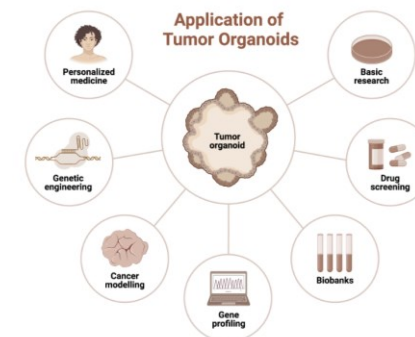 Application of
Tumor Organoids
Personalized
medicine
Basic
research
Tumor
organoid
Genetic
engineering
Drug
screening
Cancer
modelling
Biobanks
Gene
profiling